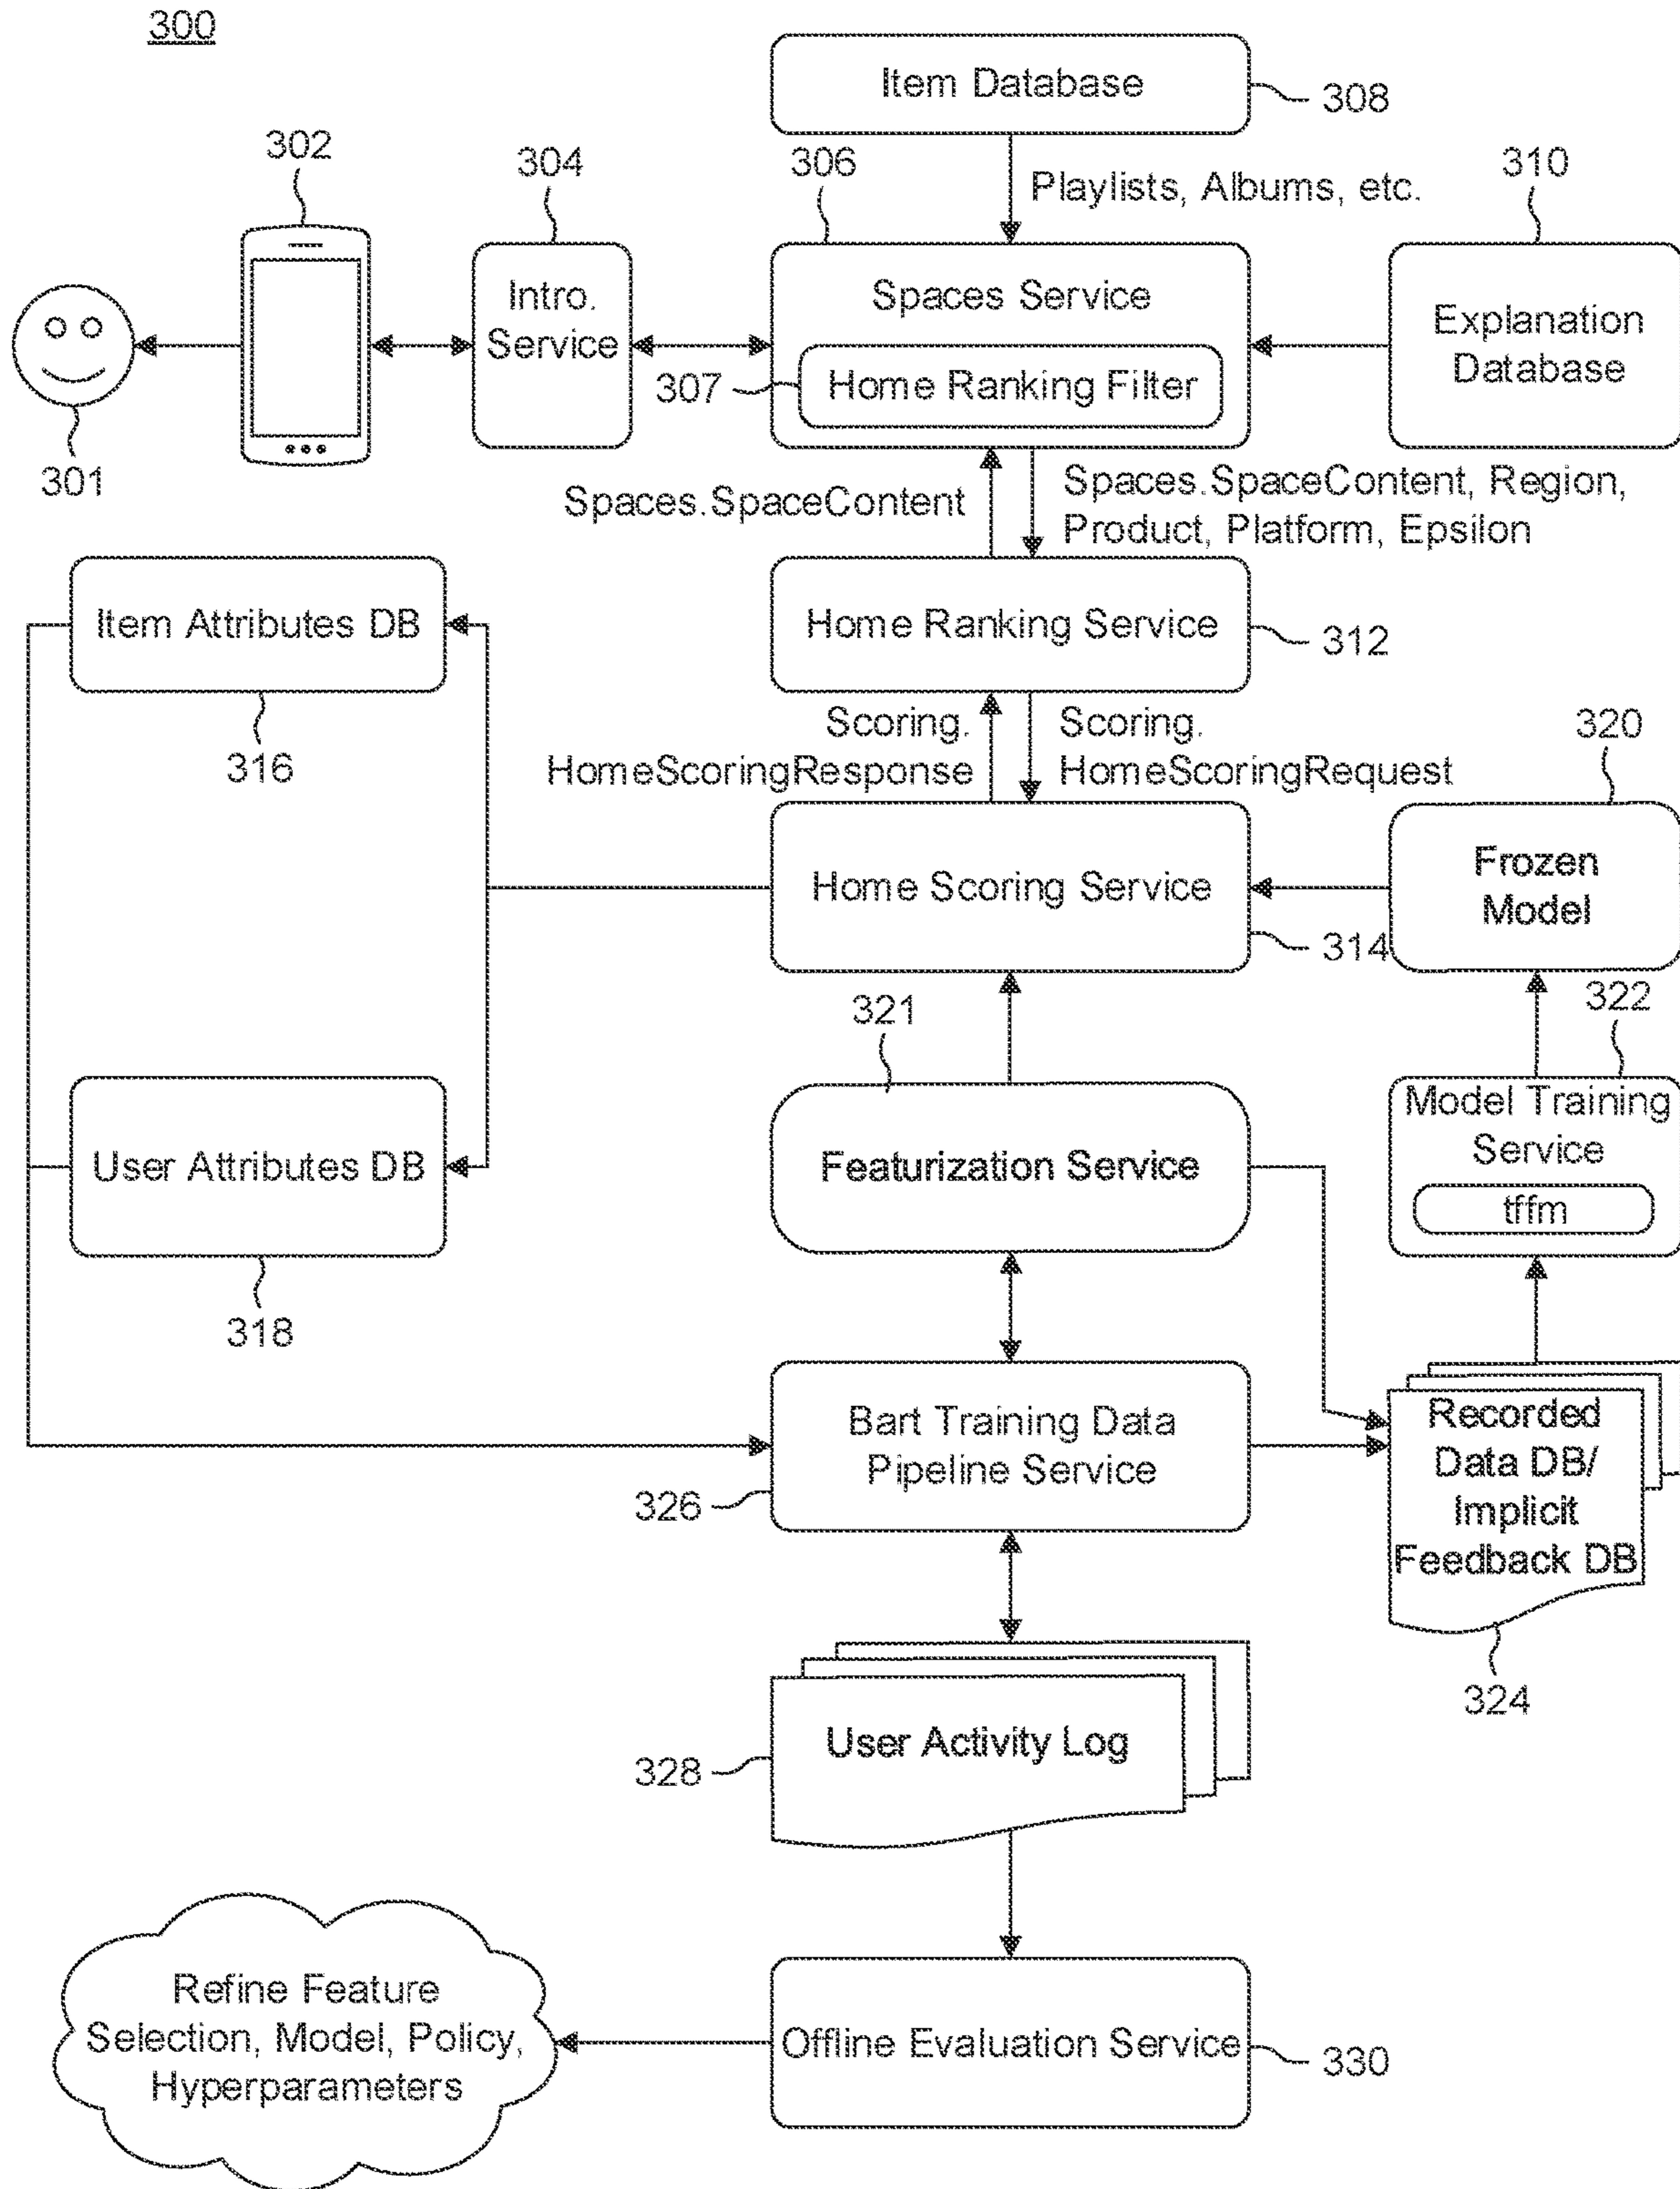 300
Item Database
308
302
304
306
Playlists, Albums, etc.
310
Intro.
Service
Spaces Service
307
Home Ranking Filter
Explanation
Database
301
Spaces.SpaceContent
Spaces.SpaceContent, Region,
Product, Platform, Epsilon
Item Attributes DB
316
Home Ranking Service
312
Scoring.
HomeScoringResponse
Scoring.
HomeScoringRequest
320
Home Scoring Service
314
Frozen
Model
321
322
User Attributes DB
318
Featurization Service
Model Training
Service
tffm
Bart Training Data
Pipeline Service
326
Recorded
Data DB/
Implicit
Feedback DB
324
User Activity Log
328
Refine Feature
Selection, Model, Policy,
Hyperparameters
Offline Evaluation Service
330